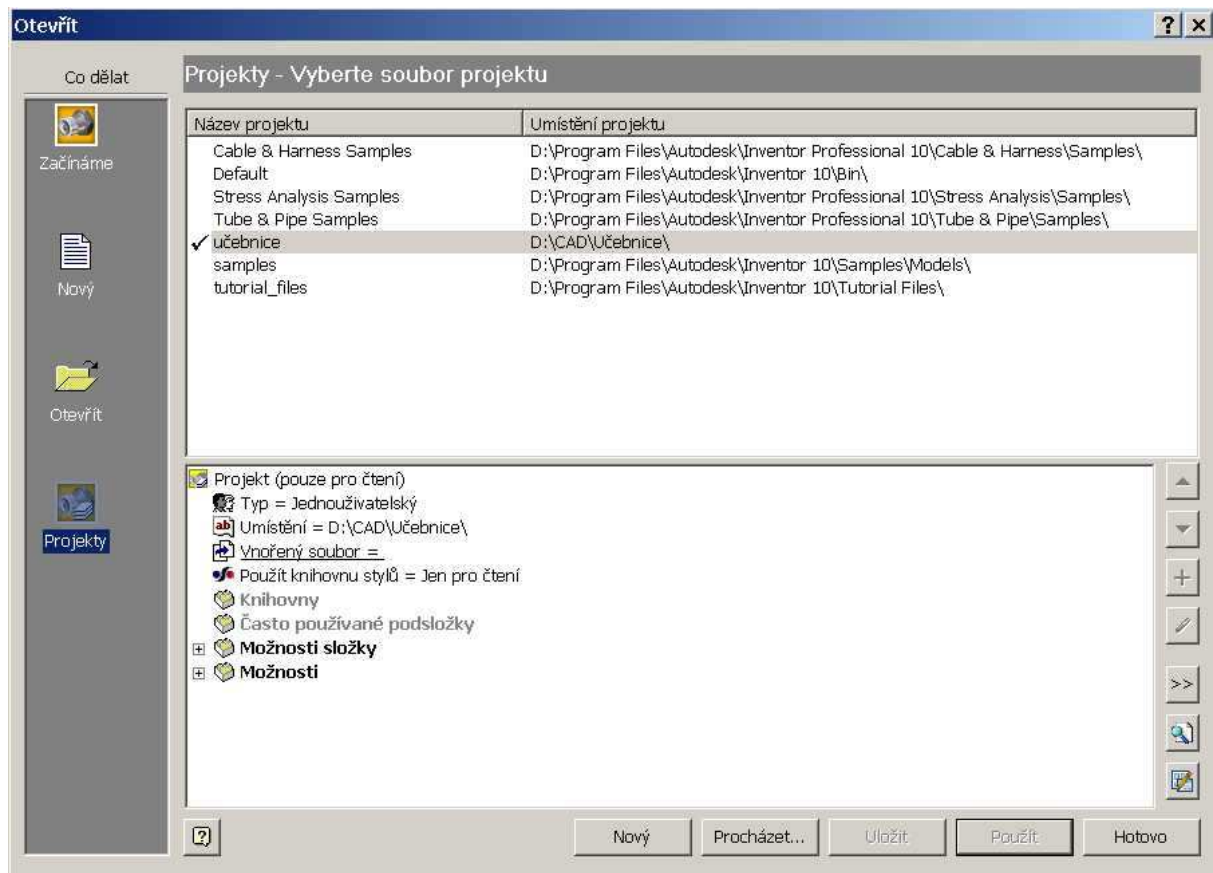 Otevřít
Co dělat
Začínáme
Nový
Otevřít
Projekty
Projekty - Vyberte soubor projektu
Název projektu Umístění projektu
Cable & Harness Samples D:\Program Files\Autodesk\Inventor Professional 10\Cable & Harness\Samples\
Default D:\Program Files\Autodesk\Inventor 10\Bin\
Stress Analysis Samples D:\Program Files\Autodesk\Inventor Professional 10\Stress Analysis\Samples\
Tube & Pipe Samples D:\Program Files\Autodesk\Inventor Professional 10\Tube & Pipe\Samples\
učebnice D:\CAD\Učebnice\
samples D:\Program Files\Autodesk\Inventor 10\Samples\Models\
tutorial_files D:\Program Files\Autodesk\Inventor 10\Tutorial Files\
Projekt (pouze pro čtení)
Typ = Jednouživatelský
Umístění = D:\CAD\Učebnice\
Vnořený soubor =
Použít knihovnu stylů = Jen pro čtení
Knihovny
Často používané podsložky
Možnosti složky
Možnosti
>>
Nový Procházet... Uložit Použít Hotovo